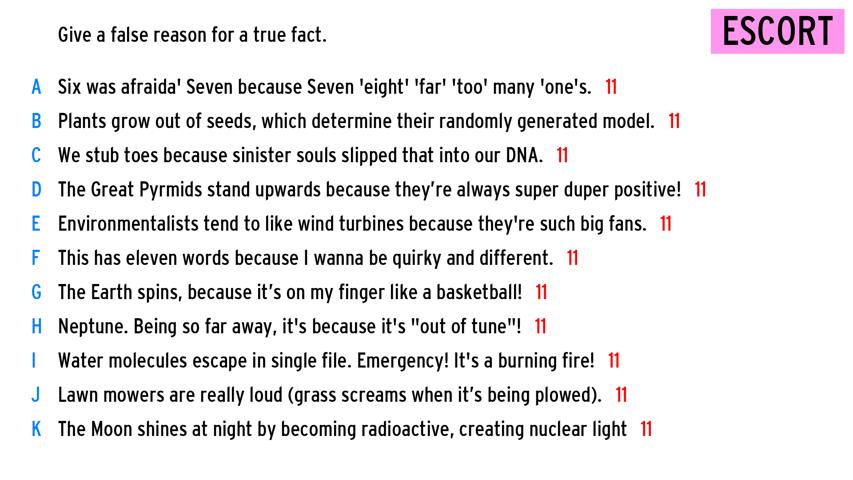 Give a false reason for a true fact.
ESCORT
A Six was afraida' Seven because Seven 'eight' 'far' 'too' many 'one's. 11
B Plants grow out of seeds, which determine their randomly generated model. 11
C We stub toes because sinister souls slipped that into our DNA. 11
D The Great Pyrmids stand upwards because they’re always super duper positive! 11
E Environmentalists tend to like wind turbines because they're such big fans. 11
F This has eleven words because I wanna be quirky and different. 11
G The Earth spins, because it’s on my finger like a basketball! 11
H Neptune. Being so far away, it's because it's "out of tune"! 11
I Water molecules escape in single file. Emergency! It's a burning fire! 11
J Lawn mowers are really loud (grass screams when it’s being plowed). 11
K The Moon shines at night by becoming radioactive, creating nuclear light 11